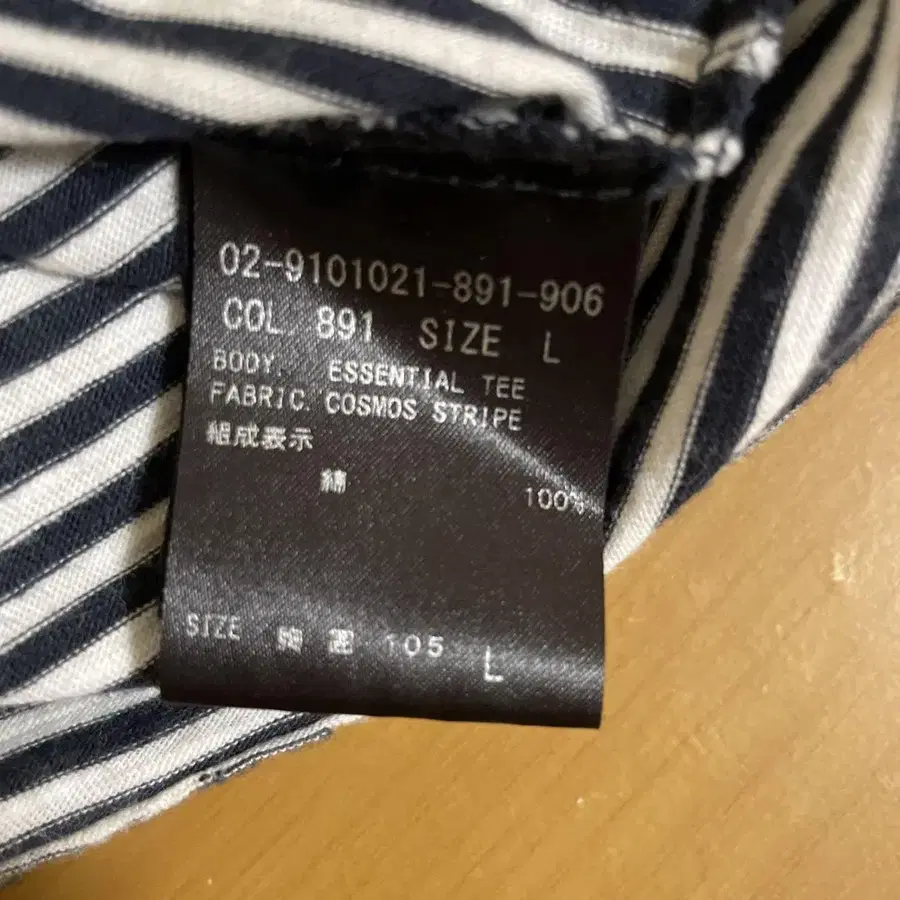 02-9101021-891-906
COL 891 SIZE L
BODY. ESSENTIAL TEE
FABRIC. COSMOS STRIPE
組成表示
綿 100%
SIZE 胸囲 105 L